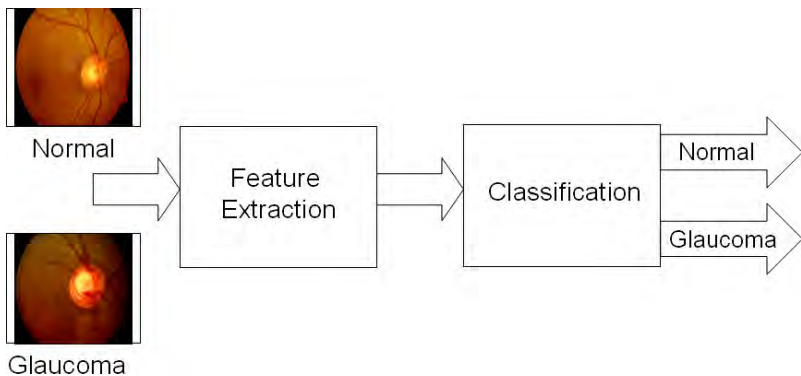 Normal
Feature
Extraction
Classification
Normal
Glaucoma
Glaucoma